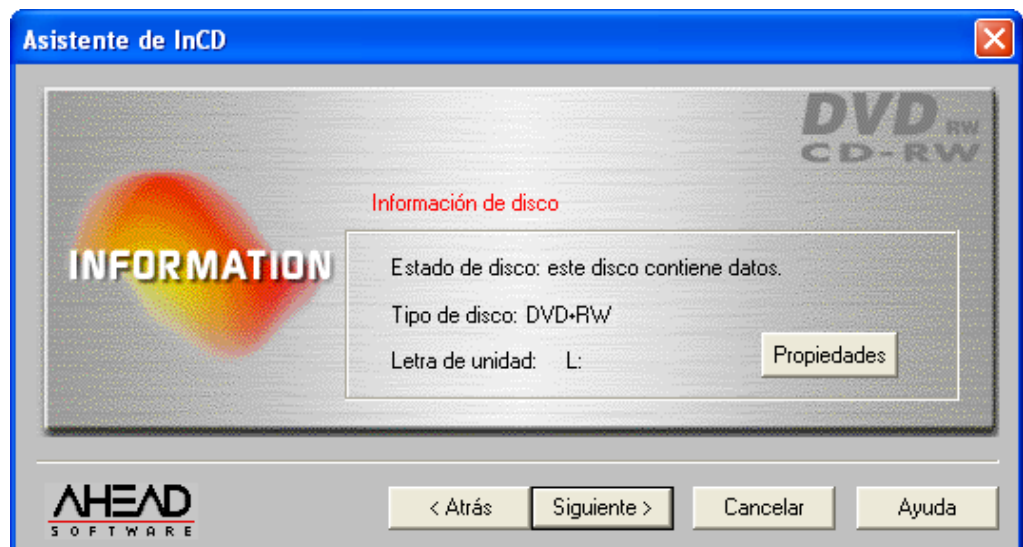 Asistente de InCD
DVD RW
CD-RW
Información de disco
INFORMATION
Estado de disco: este disco contiene datos.
Tipo de disco: DVD+RW
Letra de unidad: L:
Propiedades
AHEAD
SOFTWARE
< Atrás
Siguiente >
Cancelar
Ayuda